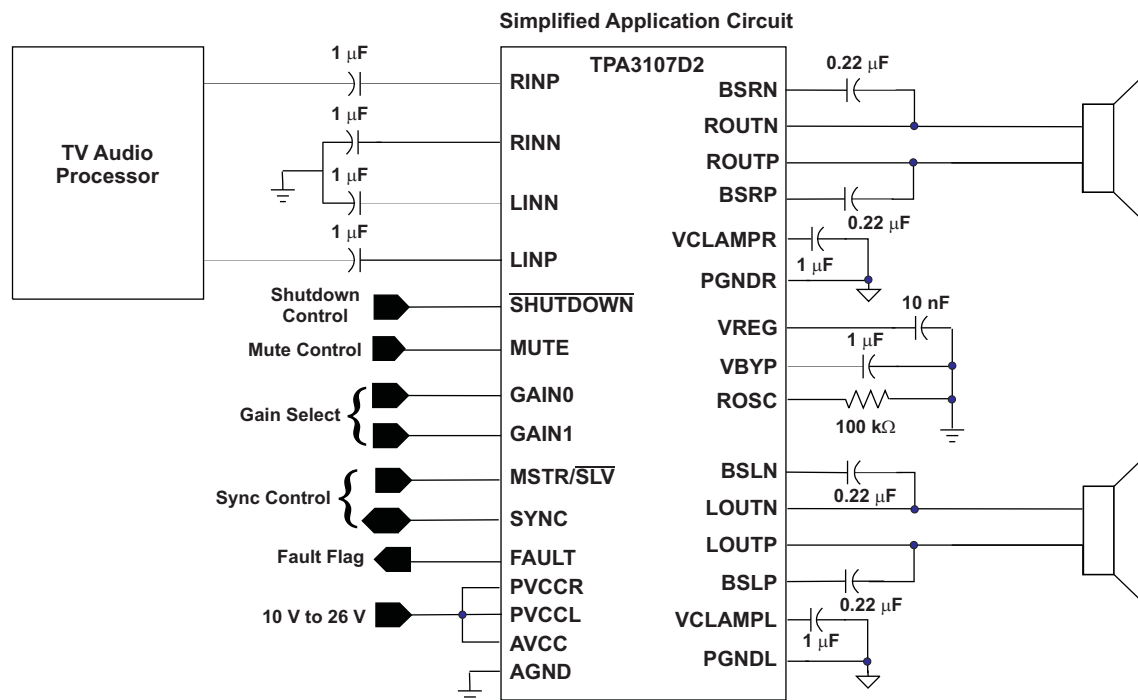 Simplified Application Circuit
TPA3107D2
TV Audio
Processor
1 μF
1 μF
1 μF
1 μF
Shutdown
Control
Mute Control
Gain Select
Sync Control
Fault Flag
10 V to 26 V
RINP
RINN
LINN
LINP
SHUTDOWN
MUTE
GAIN0
GAIN1
MSTR/SLV
SYNC
FAULT
PVCCR
PVCCL
AVCC
AGND
BSRN
ROUTN
ROUTP
BSRP
VCLAMPR
PGNDR
VREG
VBYP
ROSC
BSLN
LOUTN
LOUTP
BSLP
VCLAMPL
PGNDL
0.22 μF
0.22 μF
1 μF
10 nF
1 μF
100 kΩ
0.22 μF
0.22 μF
1 μF